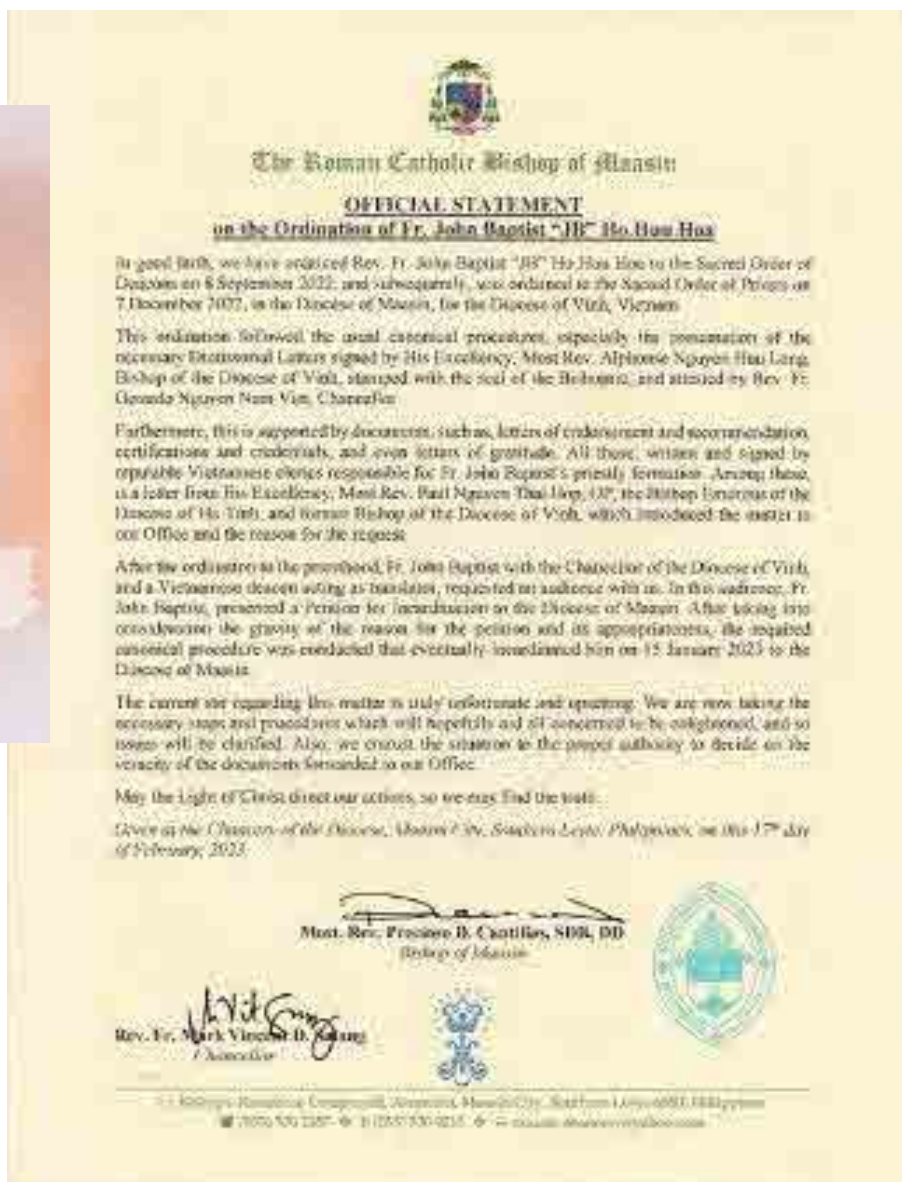 The Roman Catholic Bishop of Maasin
OFFICIAL STATEMENT
on the Ordination of Fr. John Baptist “JB” Ho Huu Hoa
In good faith, we have ordained Rev. Fr. John Baptist “JB” Ho Huu Hoa to the Sacred Order of
Deacons on 8 September 2022; and subsequently, was ordained to the Sacred Order of Priests on
7 December 2022, in the Diocese of Maasin, for the Diocese of Vinh, Vietnam
This ordination followed the usual canonical procedures, especially the presentation of the
necessary Dimissorial Letters signed by His Excellency, Most Rev. Alphonse Nguyen Huu Long,
Bishop of the Diocese of Vinh, stamped with the seal of the Bishopric, and attested by Rev. Fr.
Nguyen Nam Viet, Chancellor
Furthermore, this is supported by documents, such as, letters of endorsement and recommendation,
certifications and credentials, and even letters of gratitude. All these, written and signed by
reputable Vietnamese clerics responsible for Fr. John Baptist's priestly formation. Among these,
is a letter from His Excellency, Most Rev. Paul Nguyen Thai Hop, OP, the Bishop Emeritus of the
Diocese of Ha Tinh, and former Bishop of the Diocese of Vinh, which introduced the matter to
our Office and the reason for the request
After the ordination to the priesthood, Fr. John Baptist with the Chancellor of the Diocese of Vinh,
and a Vietnamese deacon acting as translator, requested an audience with us. In this audience, Fr.
John Baptist, presented a Petition for Incardination to the Diocese of Maasin. After taking into
consideration the gravity of the reason for the petition and its appropriateness, the required
canonical procedure was conducted that eventually incardinated him on 15 January 2023 to the
Diocese of Maasin
The current stir regarding this matter is truly unfortunate and upsetting. We are now taking the
necessary steps and procedures which will hopefully aid all concerned to be enlightened, and so
issues will be clarified. Also, we entrust the situation to the proper authority to decide on the
veracity of the documents forwarded to our Office.
May the Light of Christ direct our actions, so we may find the truth.
Given at the Chancery of the Diocese, Maasin City, Southern Leyte, Philippines, on this 17th day
of February, 2023
Most. Rev. Precioso D. Cantillas, SDB, DD
Bishop of Maasin
Rev. Fr. Mark Vincent D.
Chancellor
Maasin City, Southern Leyte 6600 Philippines